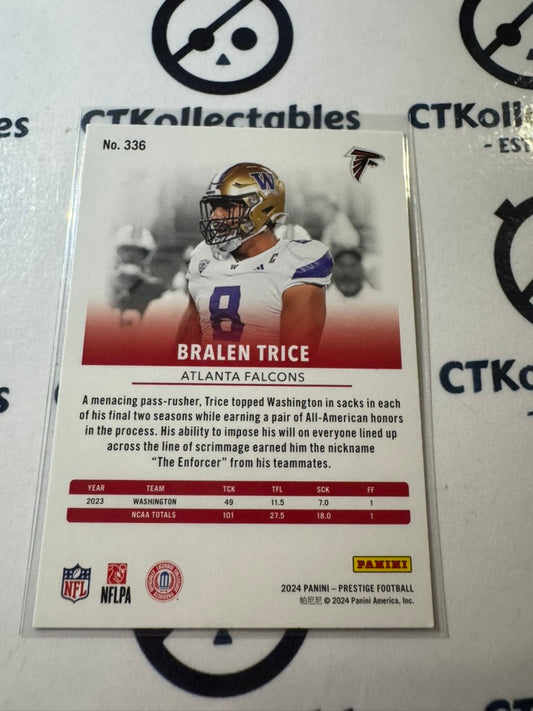 CTKollectables
CTKoll
- EST
es
No. 336
W
C
W
8
BRALEN TRICE
ATLANTA FALCONS
A menacing pass-rusher, Trice topped Washington in sacks in each
of his final two seasons while earning a pair of All-American honors
in the process. His ability to impose his will on everyone lined up
across the line of scrimmage earned him the nickname
“The Enforcer” from his teammates.
YEAR TEAM TCK TFL SCK FF
2023 WASHINGTON 49 11.5 7.0 1
NCAA TOTALS 101 27.5 18.0 1
CTKo
NFL
NFLPA
PANINI
2024 PANINI – PRESTIGE FOOTBALL
帕尼尼 © 2024 Panini America, Inc.
CTKollectables